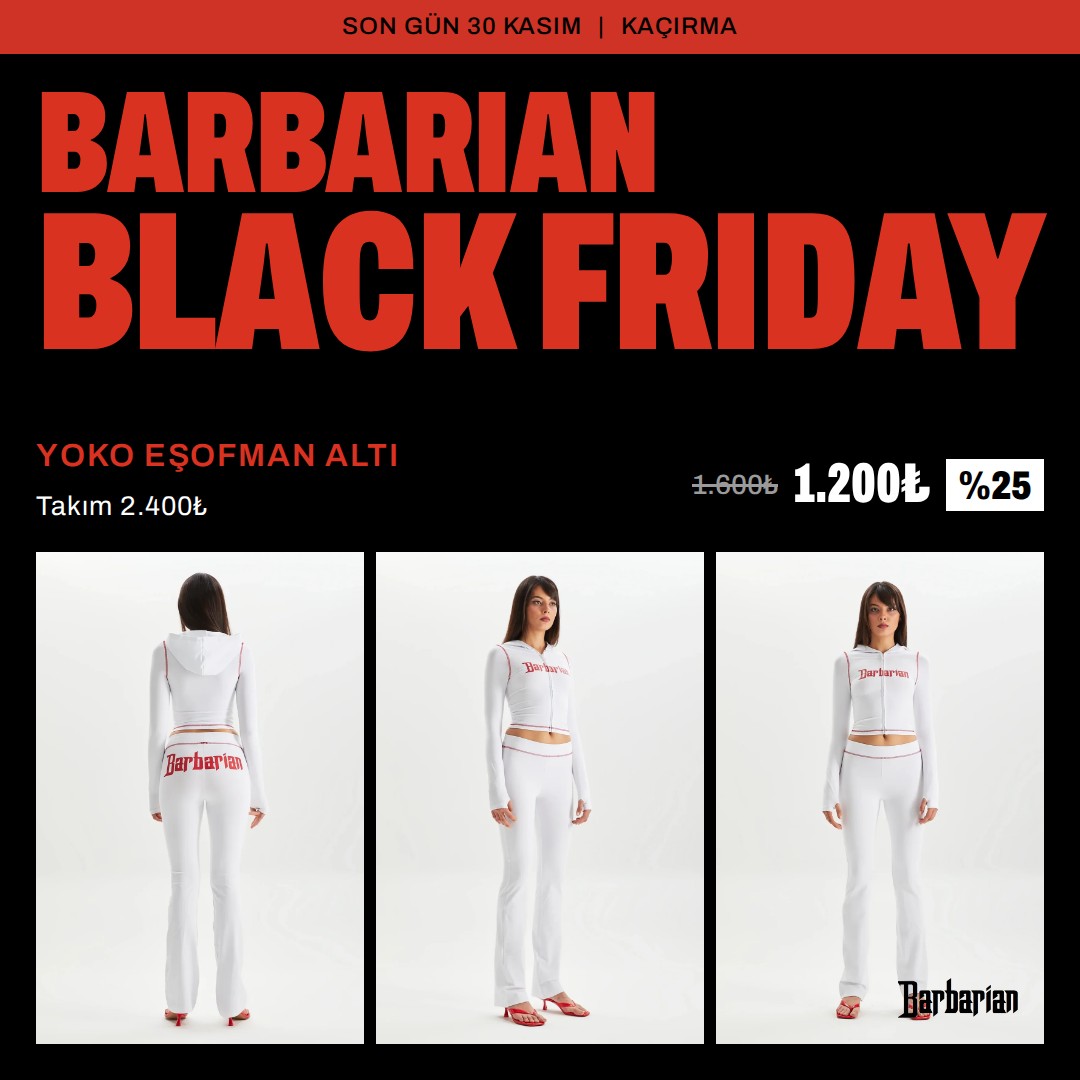 SON GÜN 30 KASIM | KAÇIRMA
BARBARIAN
BLACK FRIDAY
YOKO EŞOFMAN ALTI
Takım 2.400₺
1.600₺ 1.200₺ %25
Barbarian
Barbarian
Barbarian
Barbarian